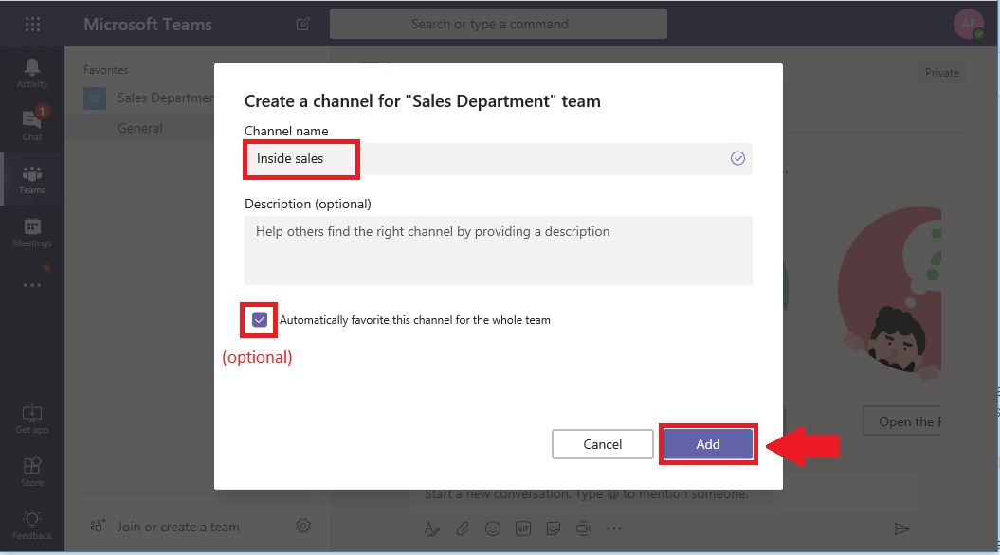 Microsoft Teams
Search or type a command
AF
Activity
Chat
1
Teams
Meetings
Get app
Store
Feedback
Favorites
SD Sales Departmen
General
Private
Create a channel for "Sales Department" team
Channel name
Inside sales
Description (optional)
Help others find the right channel by providing a description
Automatically favorite this channel for the whole team
(optional)
Cancel
Add
Open the F
Start a new conversation. Type @ to mention someone.
GIF
Join or create a team